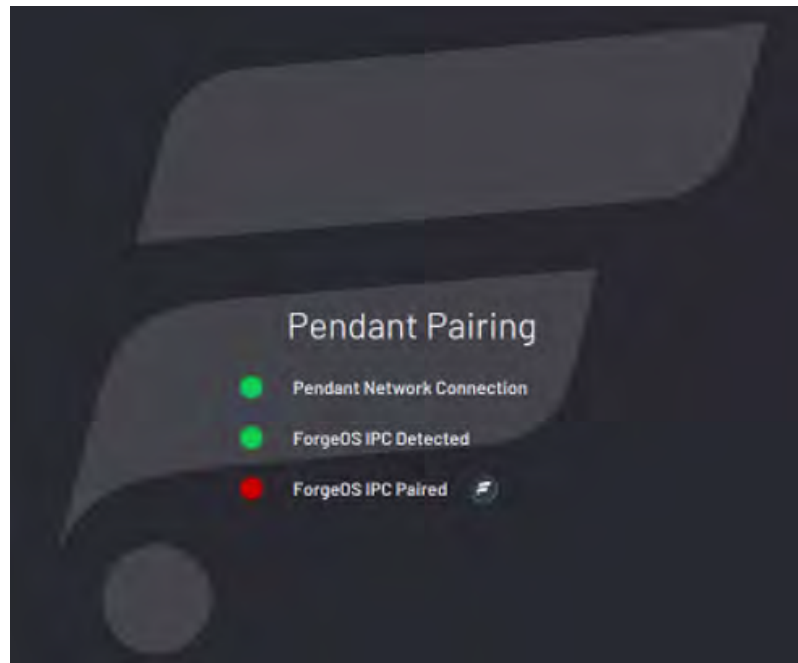 Pendant Pairing
Pendant Network Connection
ForgeOS IPC Detected
ForgeOS IPC Paired